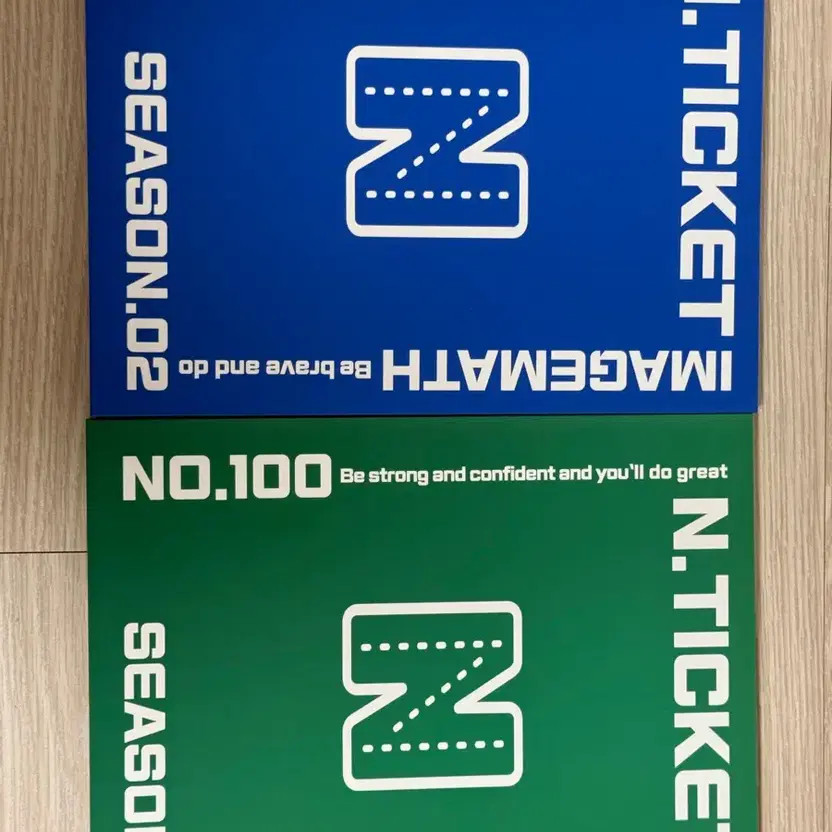 N.TICKET
SEASON.02
IMAGEMATH Be brave and do
NO.100 Be strong and confident and you'll do great
N.TICKE
SEASO